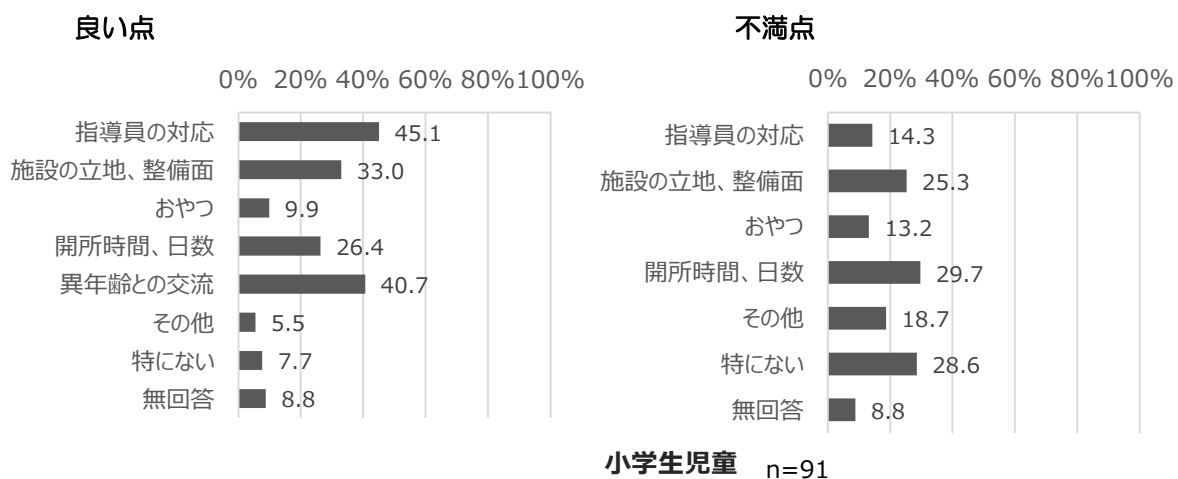 良い点
0% 20% 40% 60% 80%100%
指導員の対応 45.1
施設の立地、整備面 33.0
おやつ 9.9
開所時間、日数 26.4
異年齢との交流 40.7
その他 5.5
特にない 7.7
無回答 8.8
不満点
0% 20% 40% 60% 80%100%
指導員の対応 14.3
施設の立地、整備面 25.3
おやつ 13.2
開所時間、日数 29.7
その他 18.7
特にない 28.6
無回答 8.8
小学生児童 n=91